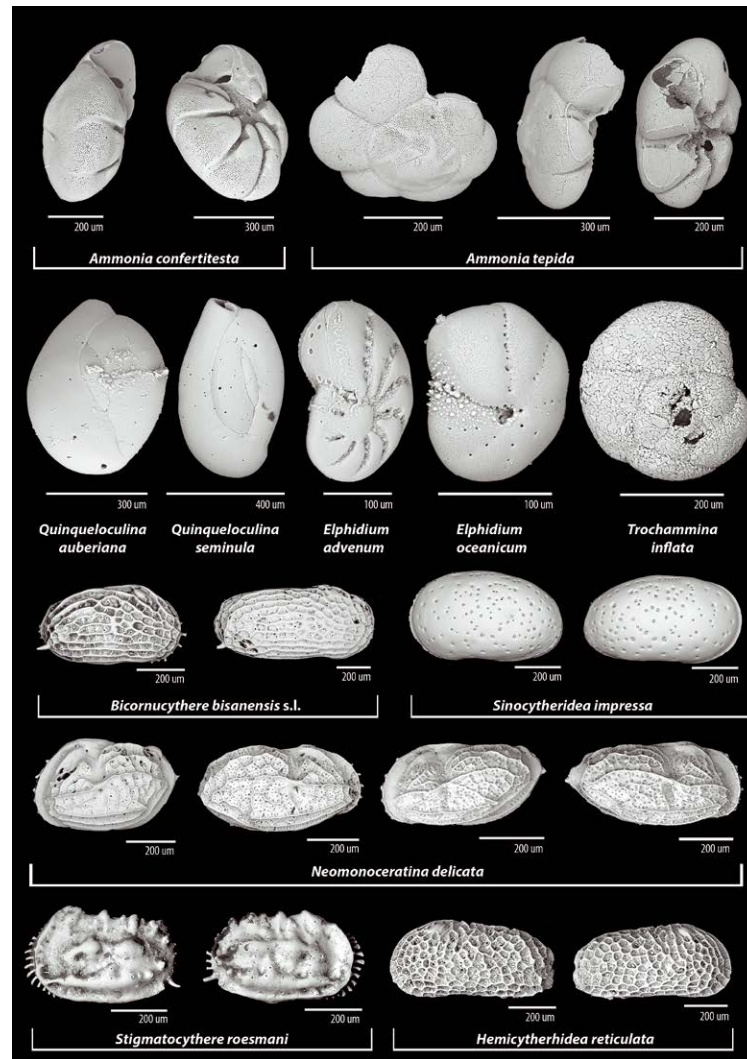 200 um
300 um
200 um
300 um
200 um
Ammonia confertitesta
Ammonia tepida
300 um
400 um
100 um
100 um
200 um
Quinqueloculina
auberiana
Quinqueloculina
seminula
Elphidium
advenum
Elphidium
oceanicum
Trochammina
inflata
200 um
200 um
200 um
200 um
Bicornucythere bisanensis s.l.
Sinocytheridea impressa
200 um
200 um
200 um
200 um
Neomonoceratina delicata
200 um
200 um
200 um
200 um
Stigmatocythere roesmani
Hemicytherhidea reticulata